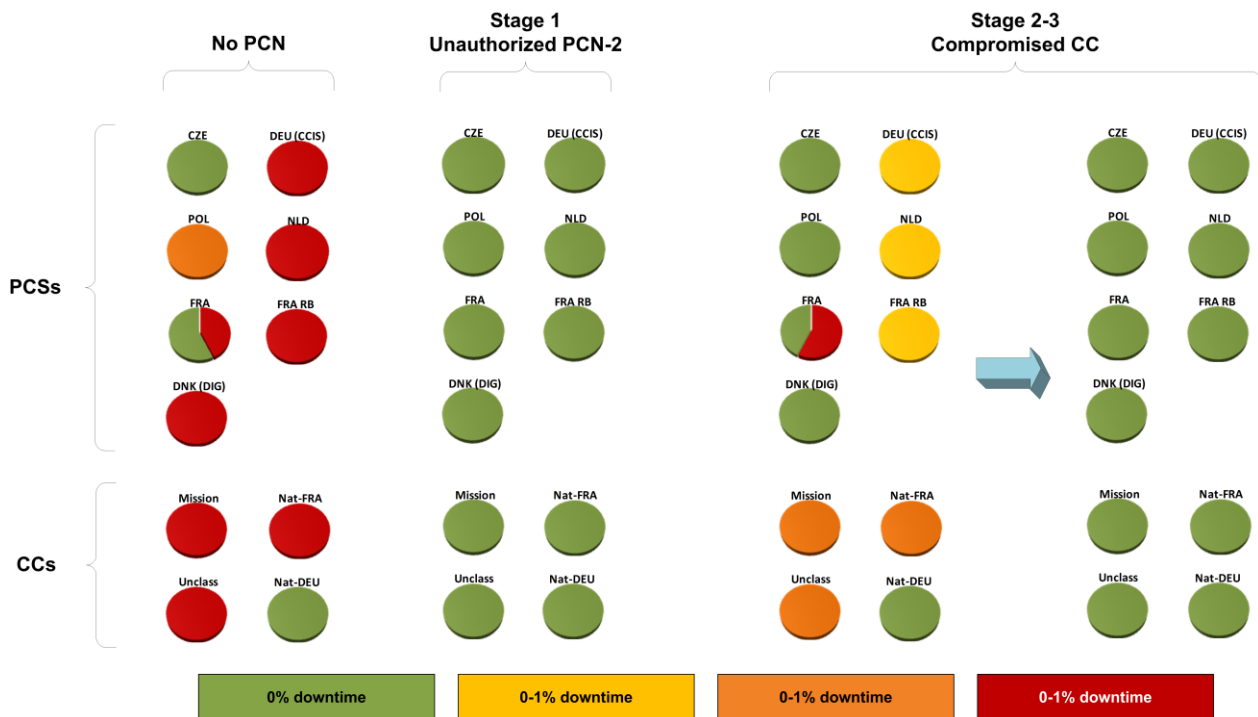 No PCN
Stage 1
Unauthorized PCN-2
Stage 2-3
Compromised CC
PCSs
CZE
DEU (CCIS)
POL
NLD
FRA
FRA RB
DNK (DIG)
CZE
DEU (CCIS)
POL
NLD
FRA
FRA RB
DNK (DIG)
CZE
DEU (CCIS)
POL
NLD
FRA
FRA RB
DNK (DIG)
CZE
DEU (CCIS)
POL
NLD
FRA
FRA RB
DNK (DIG)
CCs
Mission
Nat-FRA
Unclass
Nat-DEU
Mission
Nat-FRA
Unclass
Nat-DEU
Mission
Nat-FRA
Unclass
Nat-DEU
Mission
Nat-FRA
Unclass
Nat-DEU
0% downtime
0-1% downtime
0-1% downtime
0-1% downtime